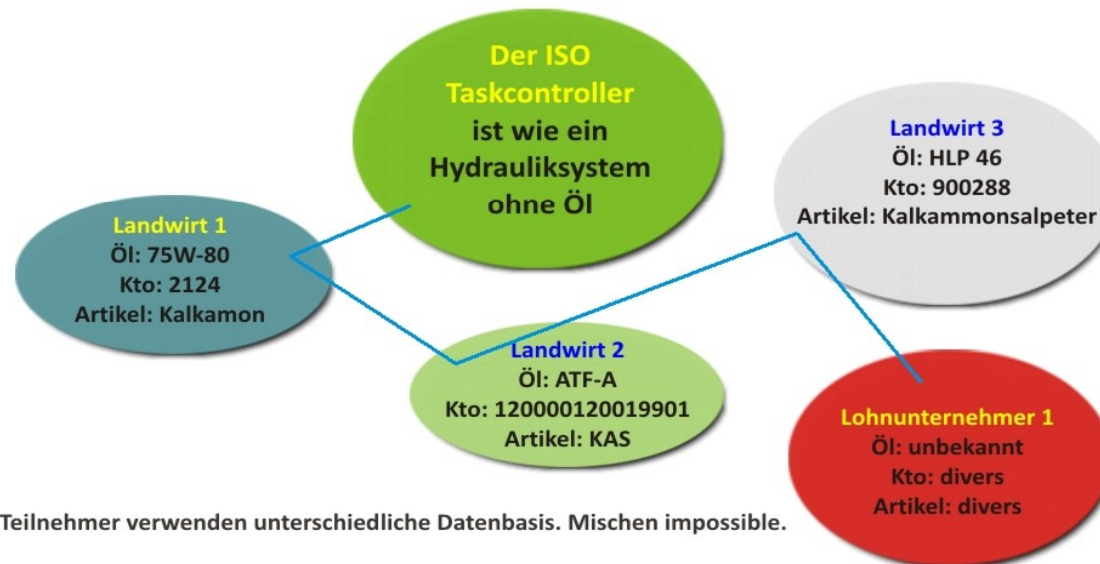 Der ISO
Taskcontroller
ist wie ein
Hydrauliksystem
ohne Öl
Landwirt 1
Öl: 75W-80
Kto: 2124
Artikel: Kalkamon
Landwirt 2
Öl: ATF-A
Kto: 120000120019901
Artikel: KAS
Landwirt 3
Öl: HLP 46
Kto: 900288
Artikel: Kalkammonsalpeter
Lohnunternehmer 1
Öl: unbekannt
Kto: divers
Artikel: divers
Teilnehmer verwenden unterschiedliche Datenbasis. Mischen impossible.